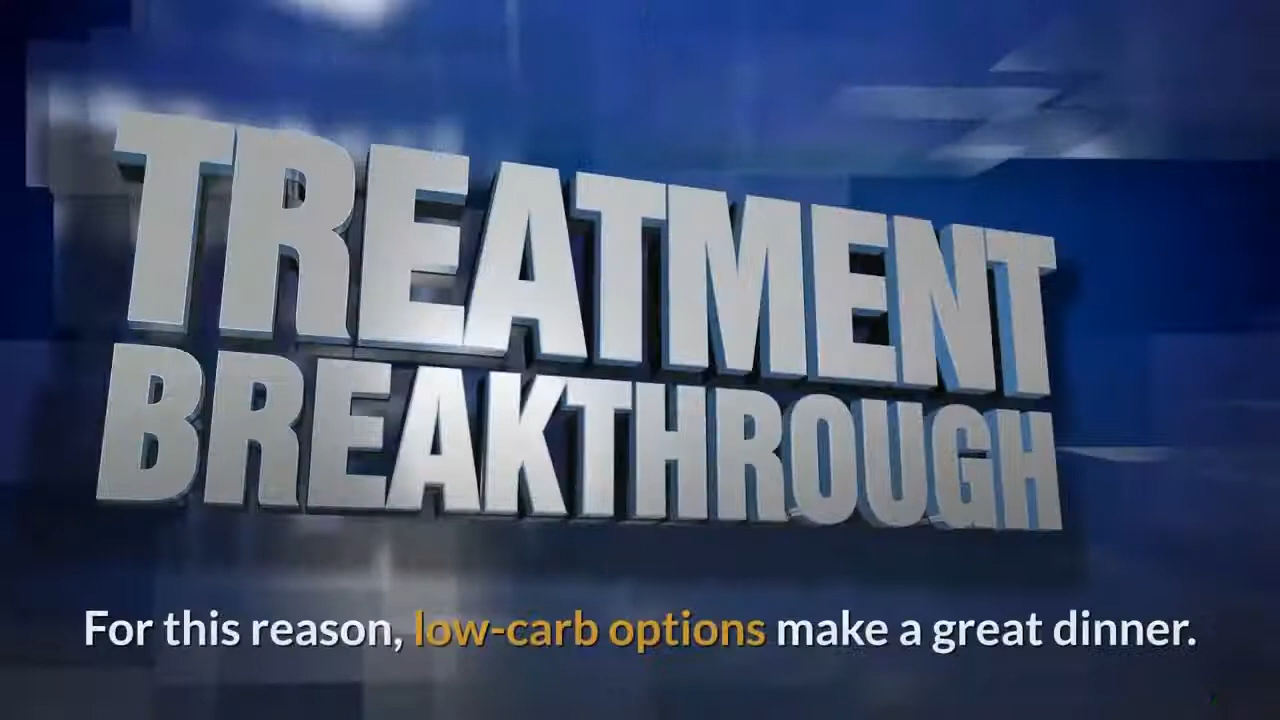 TREATMENT
BREAKTHROUGH
For this reason, low-carb options make a great dinner.